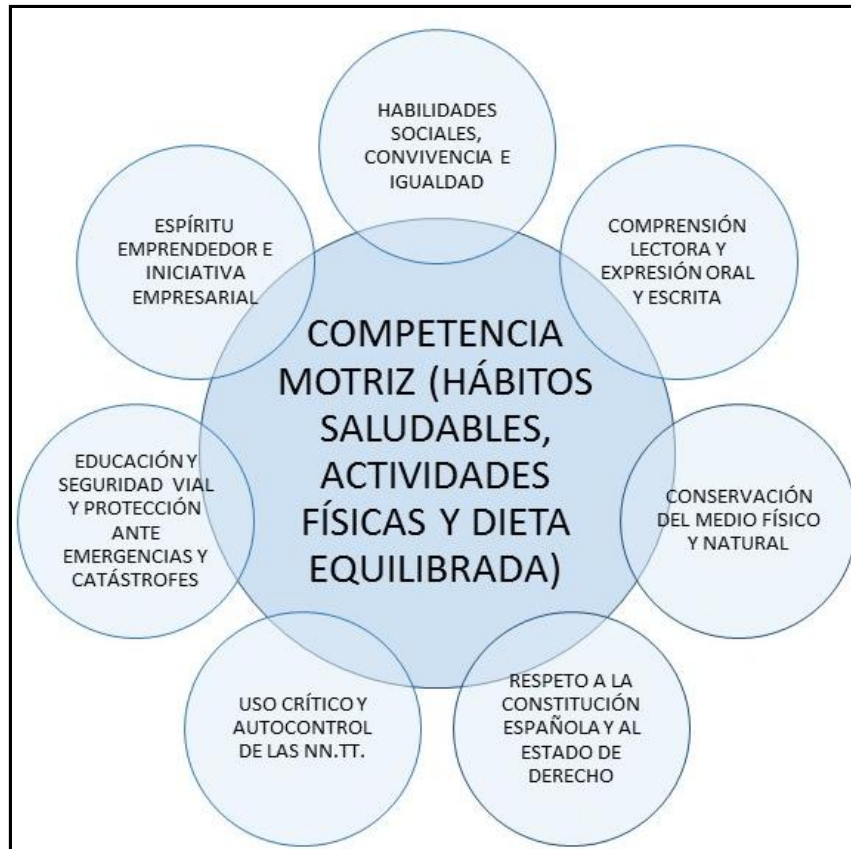 HABILIDADES
SOCIALES,
CONVIVENCIA E
IGUALDAD
COMPRENSIÓN
LECTORA Y
EXPRESIÓN ORAL
Y ESCRITA
CONSERVACIÓN
DEL MEDIO FÍSICO
Y NATURAL
RESPETO A LA
CONSTITUCIÓN
ESPAÑOLA Y AL
ESTADO DE
DERECHO
USO CRÍTICO Y
AUTOCONTROL
DE LAS NN.TT.
EDUCACIÓN Y
SEGURIDAD VIAL
Y PROTECCIÓN
ANTE
EMERGENCIAS Y
CATÁSTROFES
ESPÍRITU
EMPRENDEDOR E
INICIATIVA
EMPRESARIAL
COMPETENCIA
MOTRIZ (HÁBITOS
SALUDABLES,
ACTIVIDADES
FÍSICAS Y DIETA
EQUILIBRADA)